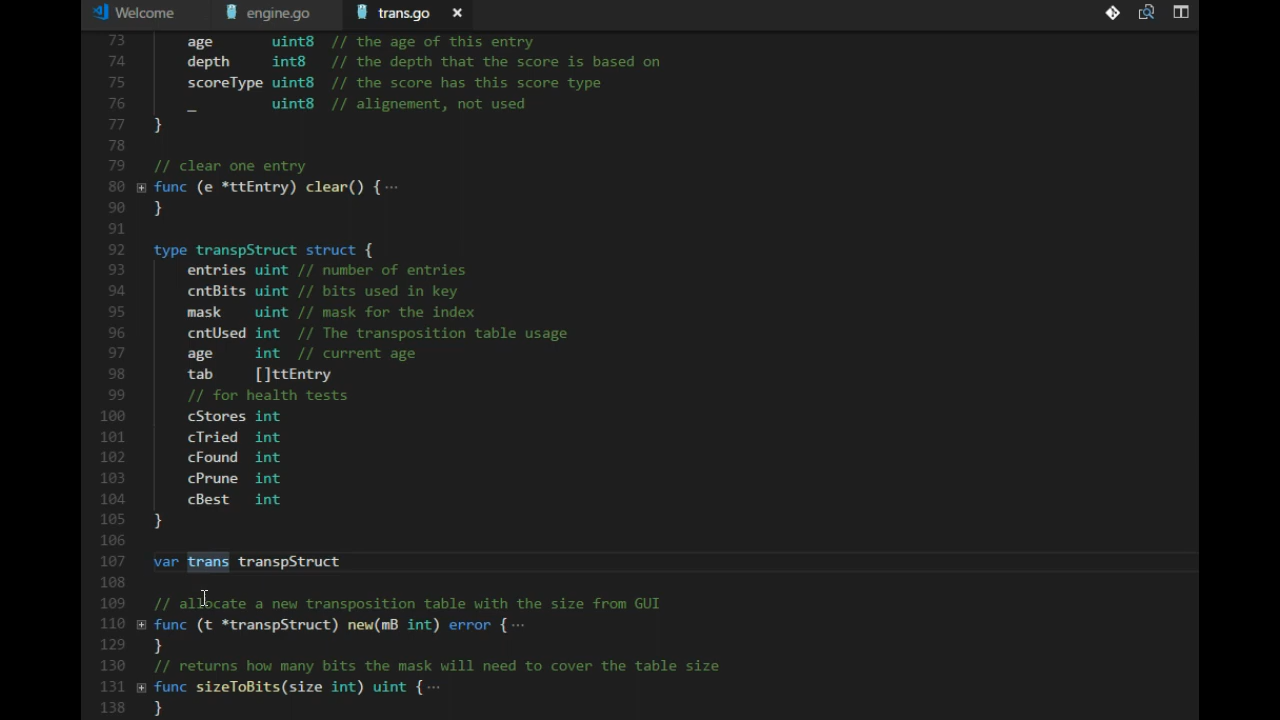 Welcome engine.go trans.go ×
73 age uint8 // the age of this entry
74 depth int8 // the depth that the score is based on
75 scoreType uint8 // the score has this score type
76 _ uint8 // alignement, not used
77 }
78
79 // clear one entry
80 func (e *ttEntry) clear() { ···
90 }
91
92 type transpStruct struct {
93 entries uint // number of entries
94 cntBits uint // bits used in key
95 mask uint // mask for the index
96 cntUsed int // The transposition table usage
97 age int // current age
98 tab []ttEntry
99 // for health tests
100 cStores int
101 cTried int
102 cFound int
103 cPrune int
104 cBest int
105 }
106
107 var trans transpStruct
108
109 // allocate a new transposition table with the size from GUI
110 func (t *transpStruct) new(mB int) error { ···
129 }
130 // returns how many bits the mask will need to cover the table size
131 func sizeToBits(size int) uint { ···
138 }